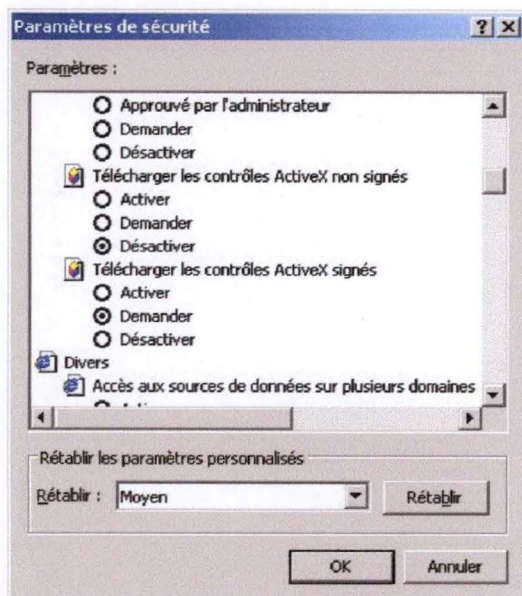 Paramètres de sécurité
Paramètres :
Approuvé par l'administrateur
Demander
Désactiver
Télécharger les contrôles ActiveX non signés
Activer
Demander
Désactiver
Télécharger les contrôles ActiveX signés
Activer
Demander
Désactiver
Divers
Accès aux sources de données sur plusieurs domaines
Rétablir les paramètres personnalisés
Rétablir : Moyen Rétablir
OK Annuler